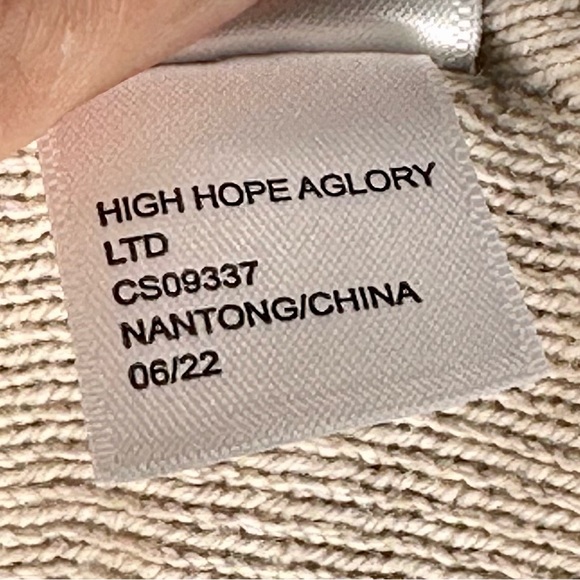 HIGH HOPE AGLORY
LTD
CS09337
NANTONG/CHINA
06/22